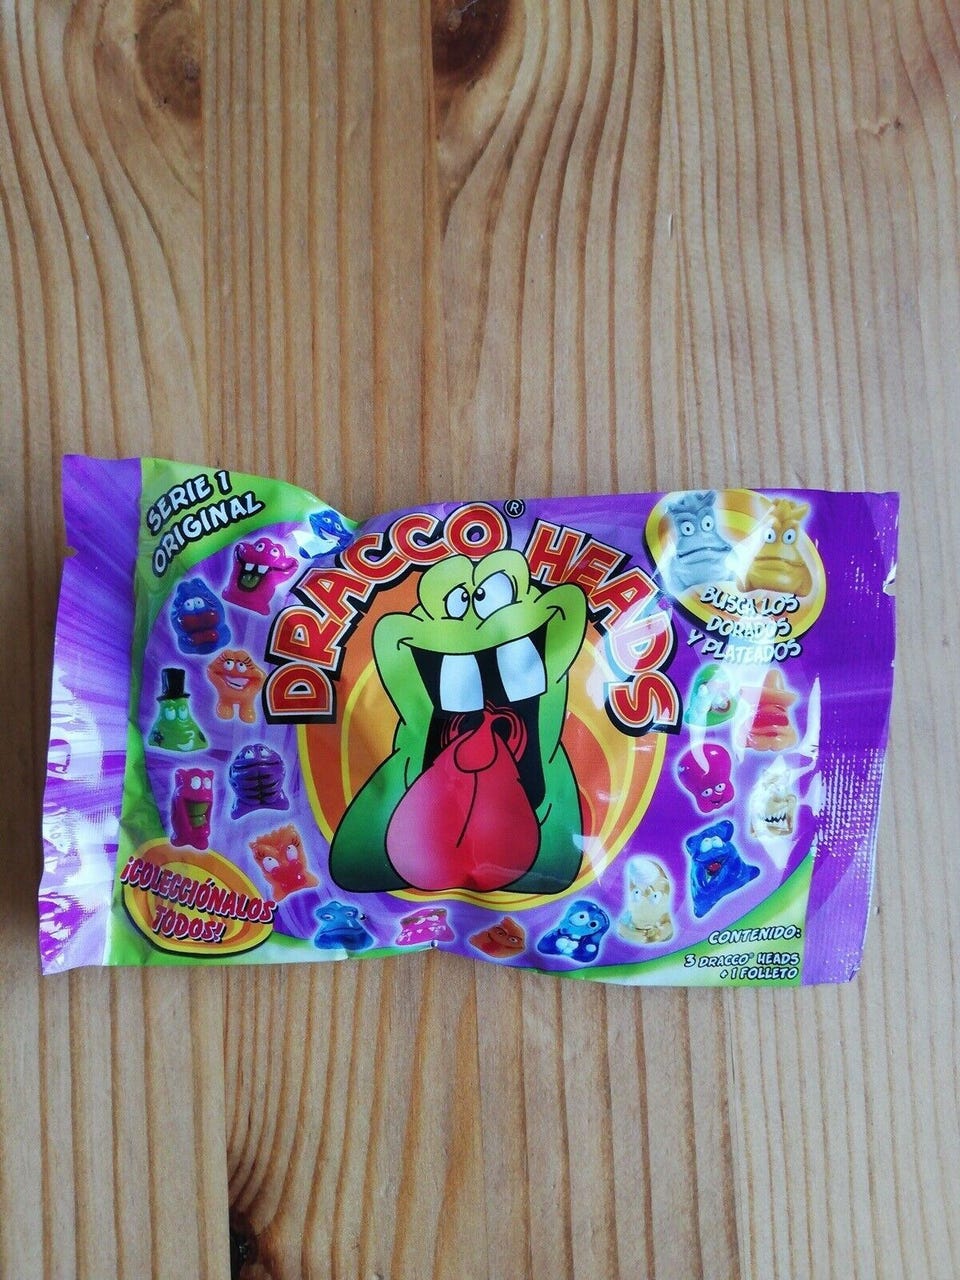 SERIE 1
ORIGINAL
DRACCO® HEADS
BUSCA LOS
DORADOS
Y PLATEADOS
¡COLECCIÓNALOS
TODOS!
CONTENIDO:
3 DRACCO® HEADS
+ 1 FOLLETO